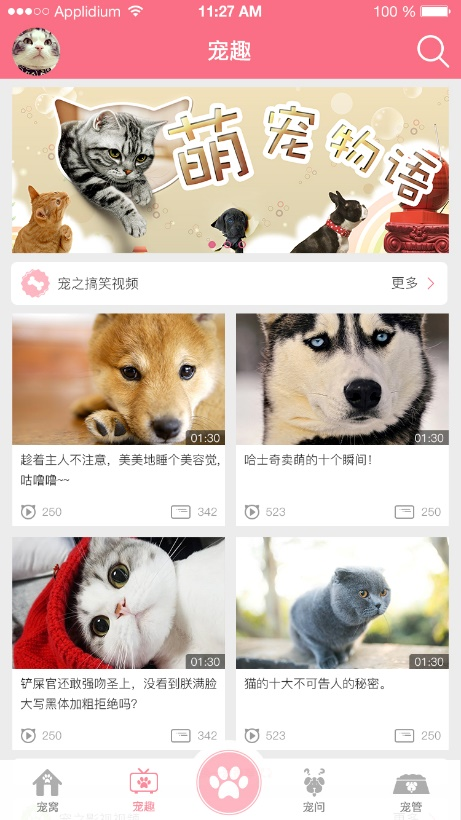 Applidium
11:27 AM
100 %
宠趣
萌宠物语
宠之搞笑视频
更多
01:30
01:30
趁着主人不注意，美美地睡个美容觉,
咕噜噜~~
哈士奇卖萌的十个瞬间！
250
342
523
250
01:30
01:30
铲屎官还敢强吻圣上，没看到朕满脸
大写黑体加粗拒绝吗?
猫的十大不可告人的秘密。
250
342
523
250
宠窝
宠趣
宠问
宠管